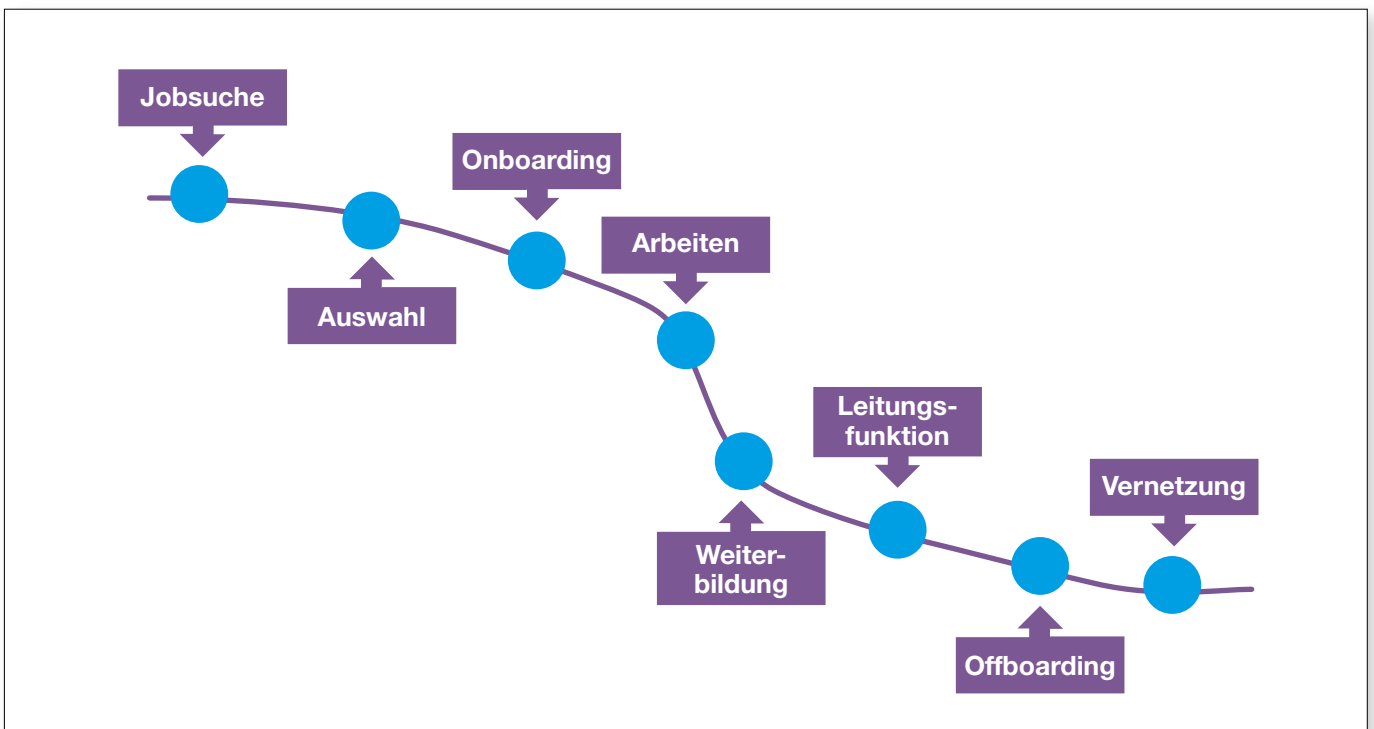 Jobsuche
Auswahl
Onboarding
Arbeiten
Weiter-
bildung
Leitungs-
funktion
Offboarding
Vernetzung